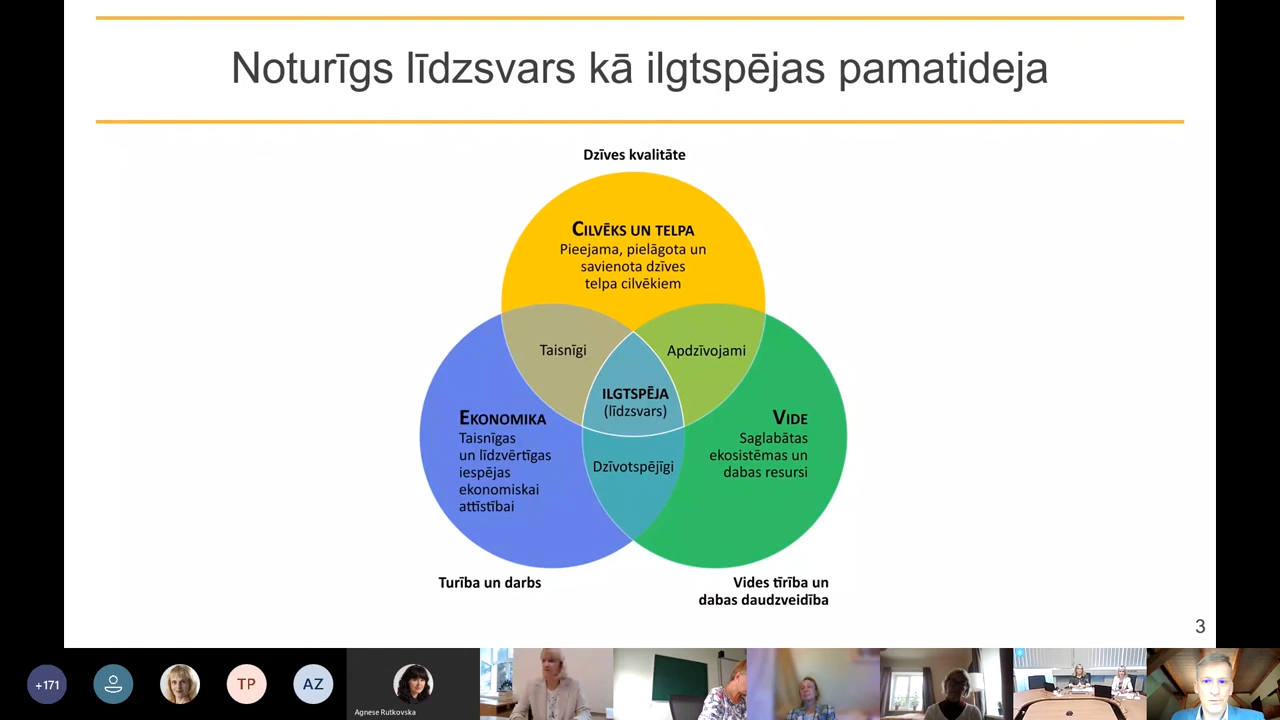 Noturīgs līdzsvars kā ilgtspējas pamatideja
Dzīves kvalitāte
CILVĒKS UN TELPA
Pieejama, pielāgota un
savienota dzīves
telpa cilvēkiem
Taisnīgi
Apdzīvojami
ILGTSPĒJA
(līdzsvars)
EKONOMIKA
Taisnīgas
un līdzvērtīgas
iespējas
ekonomiskai
attīstībai
VIDE
Saglabātas
ekosistēmas un
dabas resursi
Dzīvotspējīgi
Turība un darbs
Vides tīrība un
dabas daudzveidība
3
+171
TP
AZ
Agnese Rutkovska